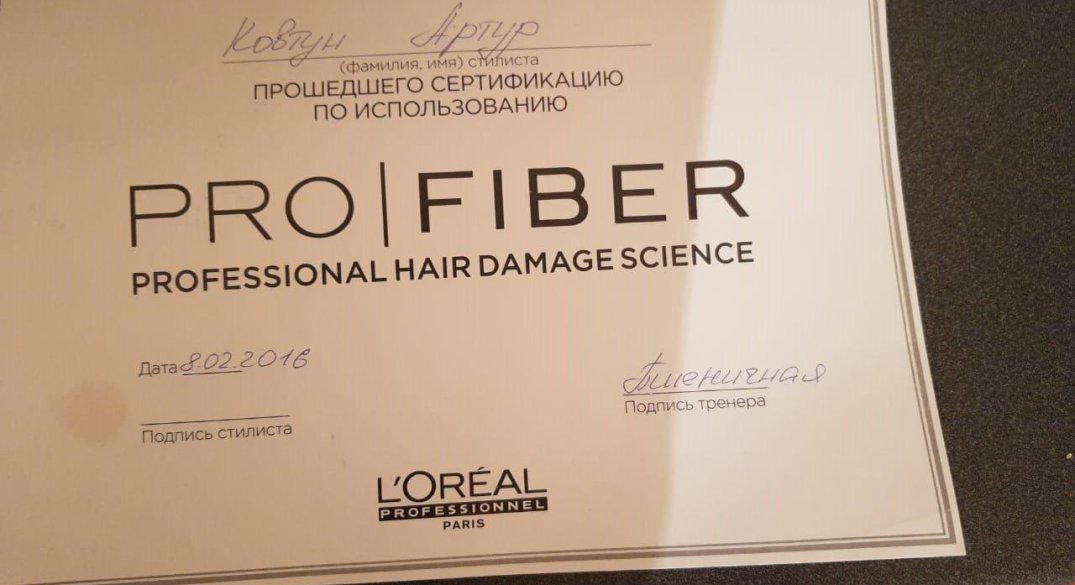 Ковтун Артур
(фамилия, имя) стилиста
ПРОШЕДШЕГО СЕРТИФИКАЦИЮ
ПО ИСПОЛЬЗОВАНИЮ
PRO|FIBER
PROFESSIONAL HAIR DAMAGE SCIENCE
Дата 8.02.2016
Пшеничная
Подпись стилиста
Подпись тренера
L'ORÉAL
PROFESSIONNEL
PARIS